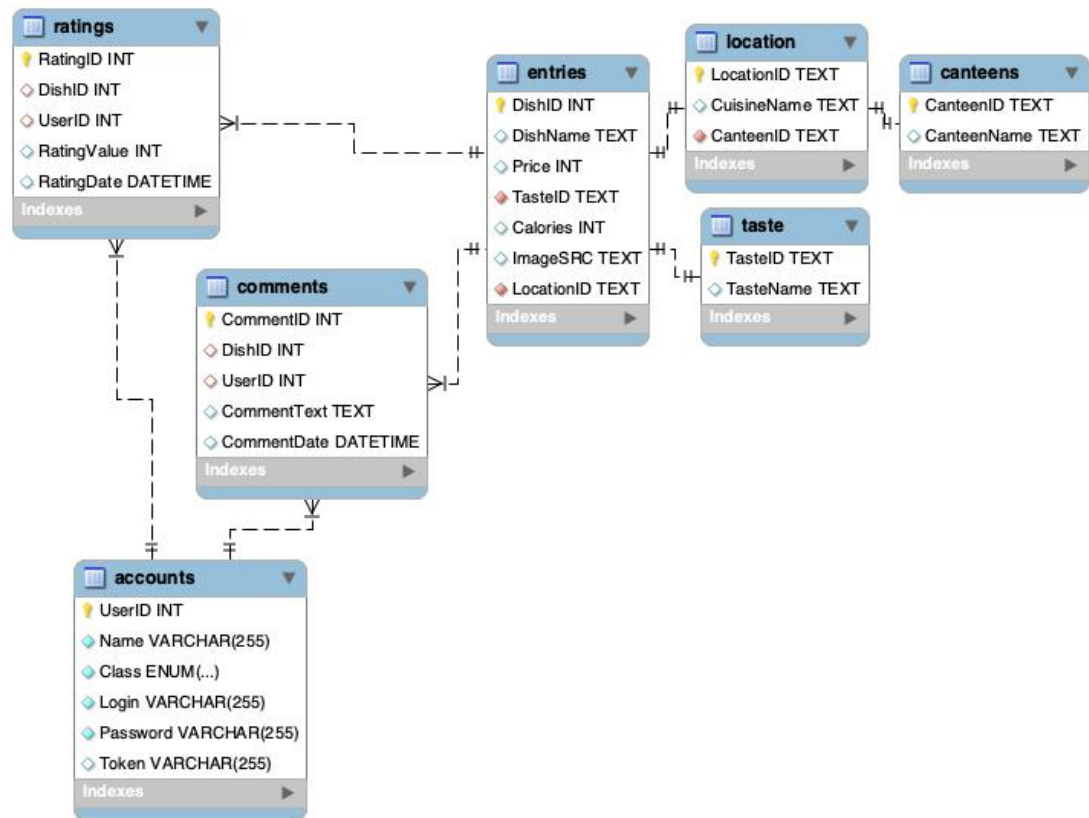 ratings
RatingID INT
DishID INT
UserID INT
RatingValue INT
RatingDate DATETIME
Indexes
entries
DishID INT
DishName TEXT
Price INT
TasteID TEXT
Calories INT
ImageSRC TEXT
LocationID TEXT
Indexes
location
LocationID TEXT
CuisineName TEXT
CanteenID TEXT
Indexes
canteens
CanteenID TEXT
CanteenName TEXT
Indexes
taste
TasteID TEXT
TasteName TEXT
Indexes
comments
CommentID INT
DishID INT
UserID INT
CommentText TEXT
CommentDate DATETIME
Indexes
accounts
UserID INT
Name VARCHAR(255)
Class ENUM(...)
Login VARCHAR(255)
Password VARCHAR(255)
Token VARCHAR(255)
Indexes